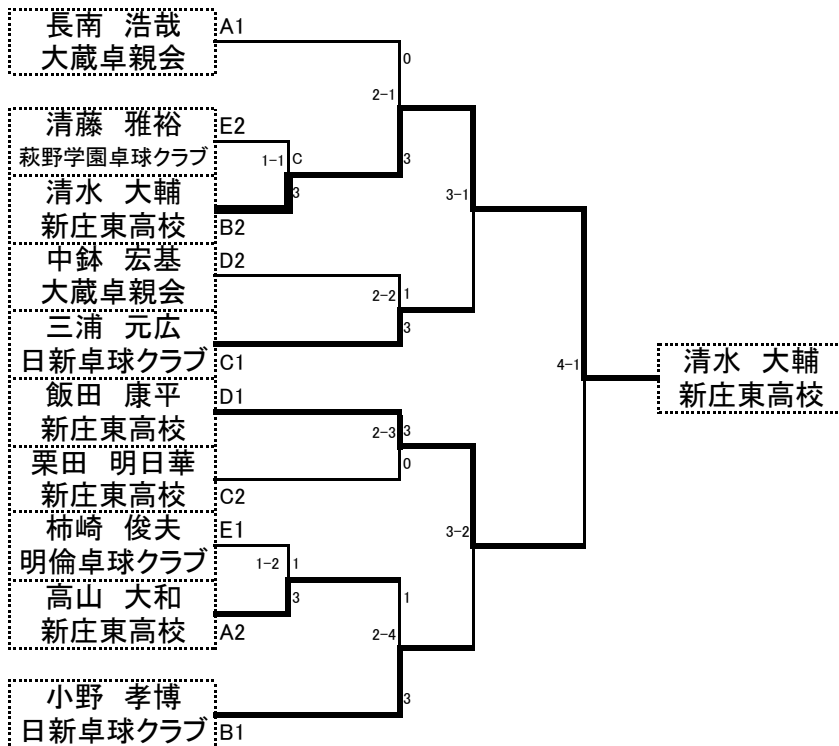 長南　浩哉
大蔵卓親会
A1
0
2-1
3
清藤　雅裕
萩野学園卓球クラブ
E2
1-1
C
3
清水　大輔
新庄東高校
B2
3-1
中鉢　宏基
大蔵卓親会
D2
2-2
1
3
三浦　元広
日新卓球クラブ
C1
4-1
清水　大輔
新庄東高校
飯田　康平
新庄東高校
D1
2-3
3
0
栗田　明日華
新庄東高校
C2
3-2
柿崎　俊夫
明倫卓球クラブ
E1
1-2
1
3
高山　大和
新庄東高校
A2
1
2-4
3
小野　孝博
日新卓球クラブ
B1